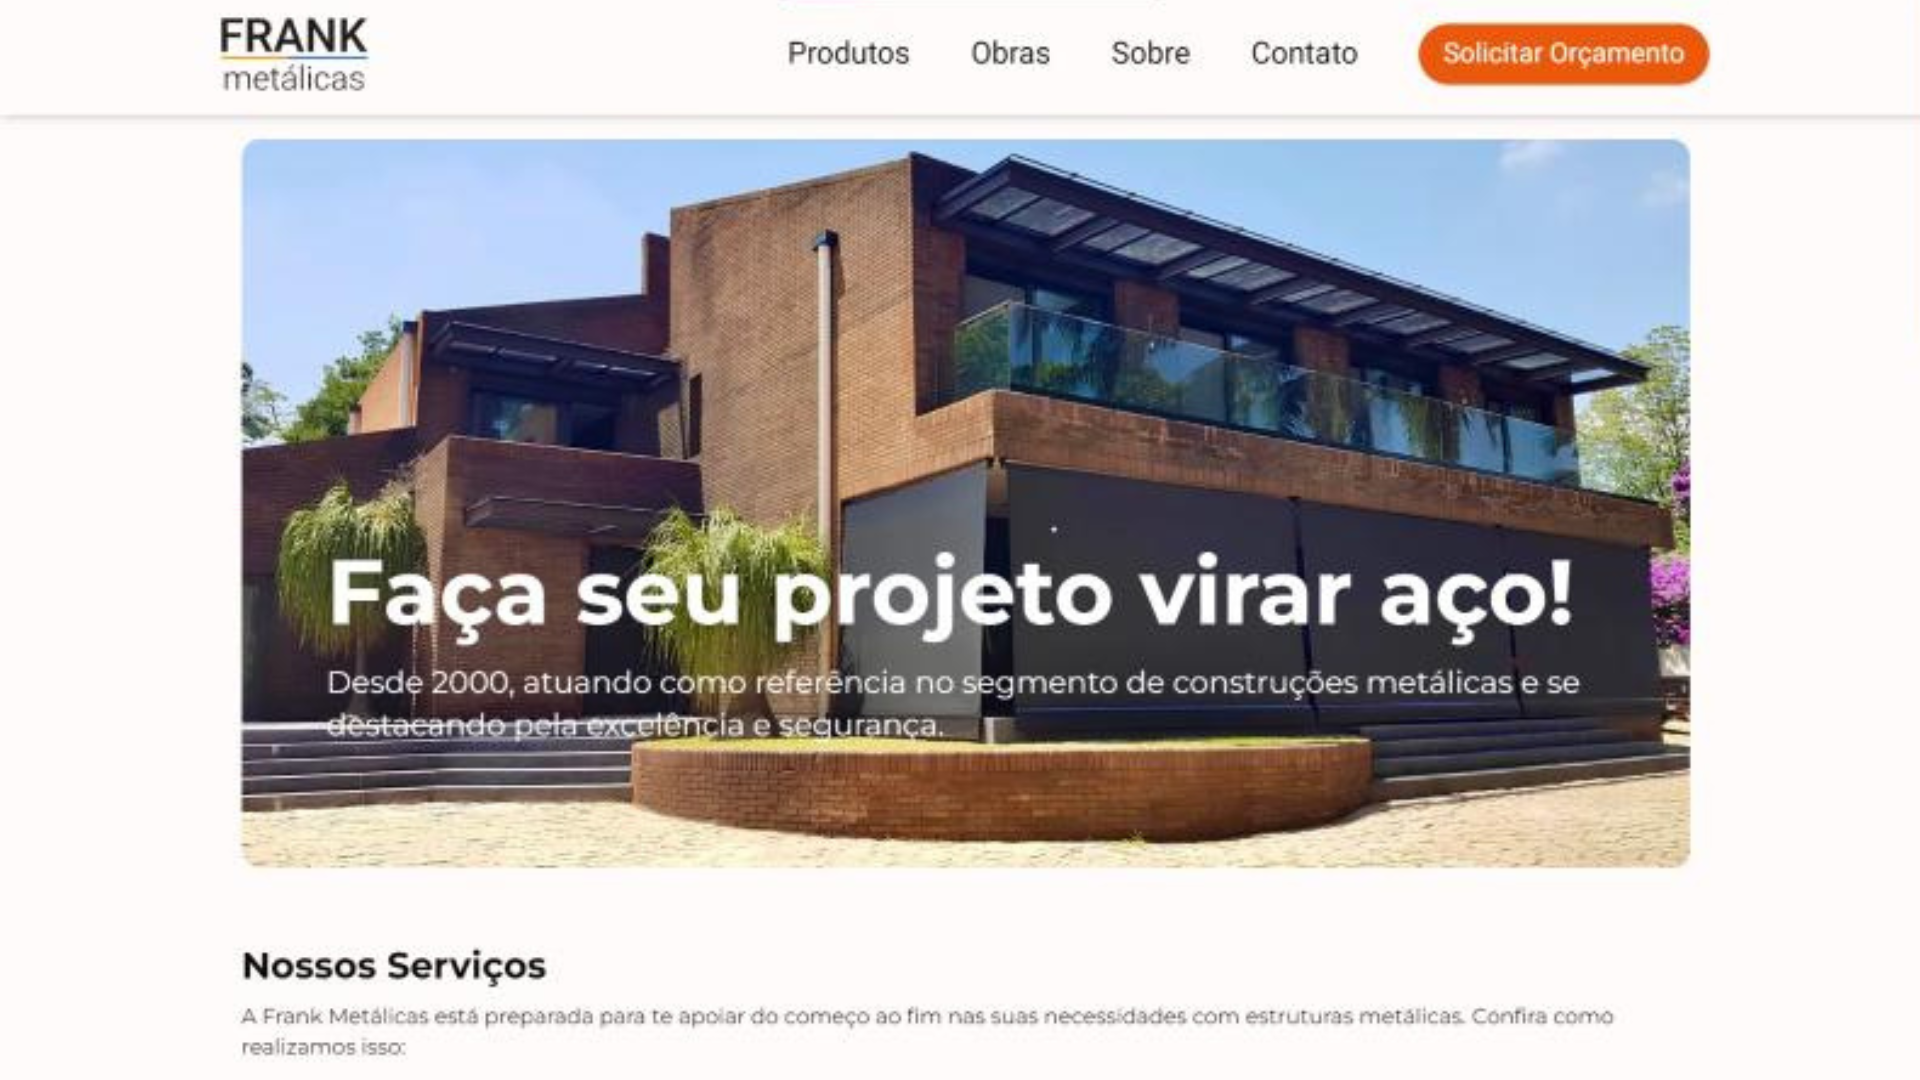 FRANK
metálicas
Produtos
Obras
Sobre
Contato
Solicitar Orçamento
Faça seu projeto virar aço!
Desde 2000, atuando como referência no segmento de construções metálicas e se
destacando pela excelência e segurança.
Nossos Serviços
A Frank Metálicas está preparada para te apoiar do começo ao fim nas suas necessidades com estruturas metálicas. Confira como
realizamos isso: